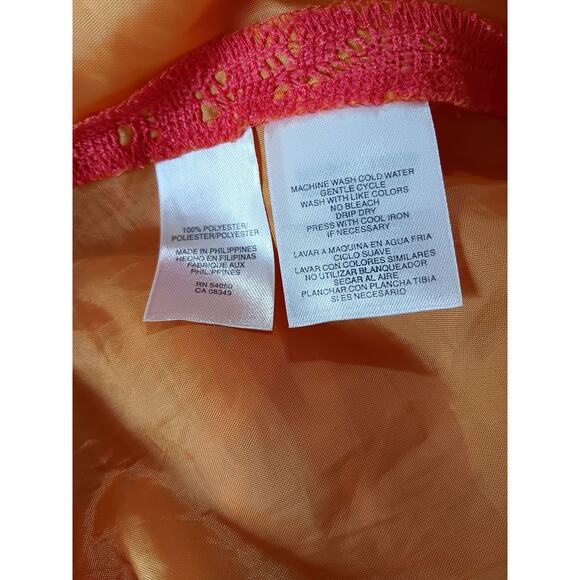 100% POLYESTER/
POLIESTER/POLYESTER
MADE IN PHILIPPINES
HECHO EN FILIPINAS
FABRIQUE AUX
PHILIPPINES
RN 54050
CA 08349
MACHINE WASH COLD WATER
GENTLE CYCLE
WASH WITH LIKE COLORS
NO BLEACH
DRIP DRY
PRESS WITH COOL IRON
IF NECESSARY
LAVAR A MAQUINA EN AGUA FRIA
CICLO SUAVE
LAVAR CON COLORES SIMILARES
NO UTILIZAR BLANQUEADOR
SECAR AL AIRE
PLANCHAR CON PLANCHA TIBIA
SI ES NECESARIO